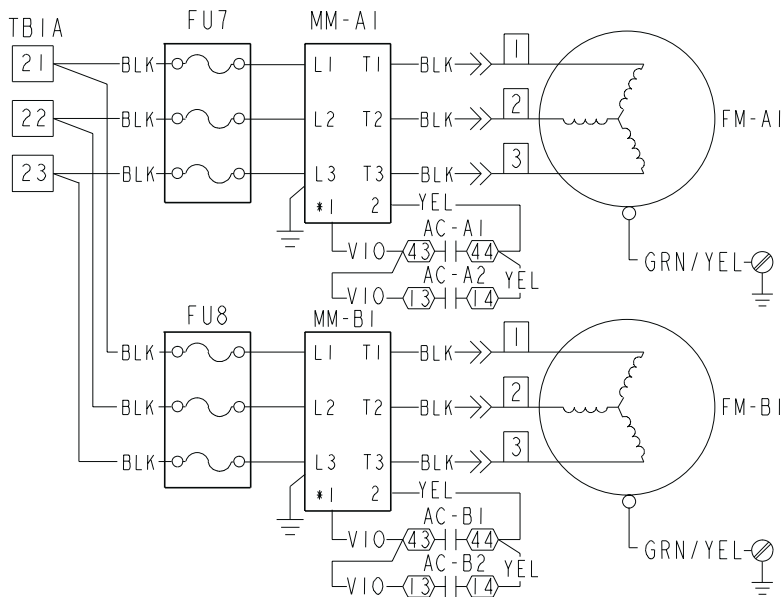 TB1A FU7 MM-A1
21 BLK L1 T1 BLK 1
22 BLK L2 T2 BLK 2 FM-A1
23 BLK L3 T3 BLK 3
*1 2 YEL
AC-A1
VIO 43 44
GRN/YEL
AC-A2 YEL
VIO 13 14
FU8 MM-B1
BLK L1 T1 BLK 1
BLK L2 T2 BLK 2 FM-B1
BLK L3 T3 BLK 3
*1 2 YEL
AC-B1
VIO 43 44
GRN/YEL
AC-B2 YEL
VIO 13 14